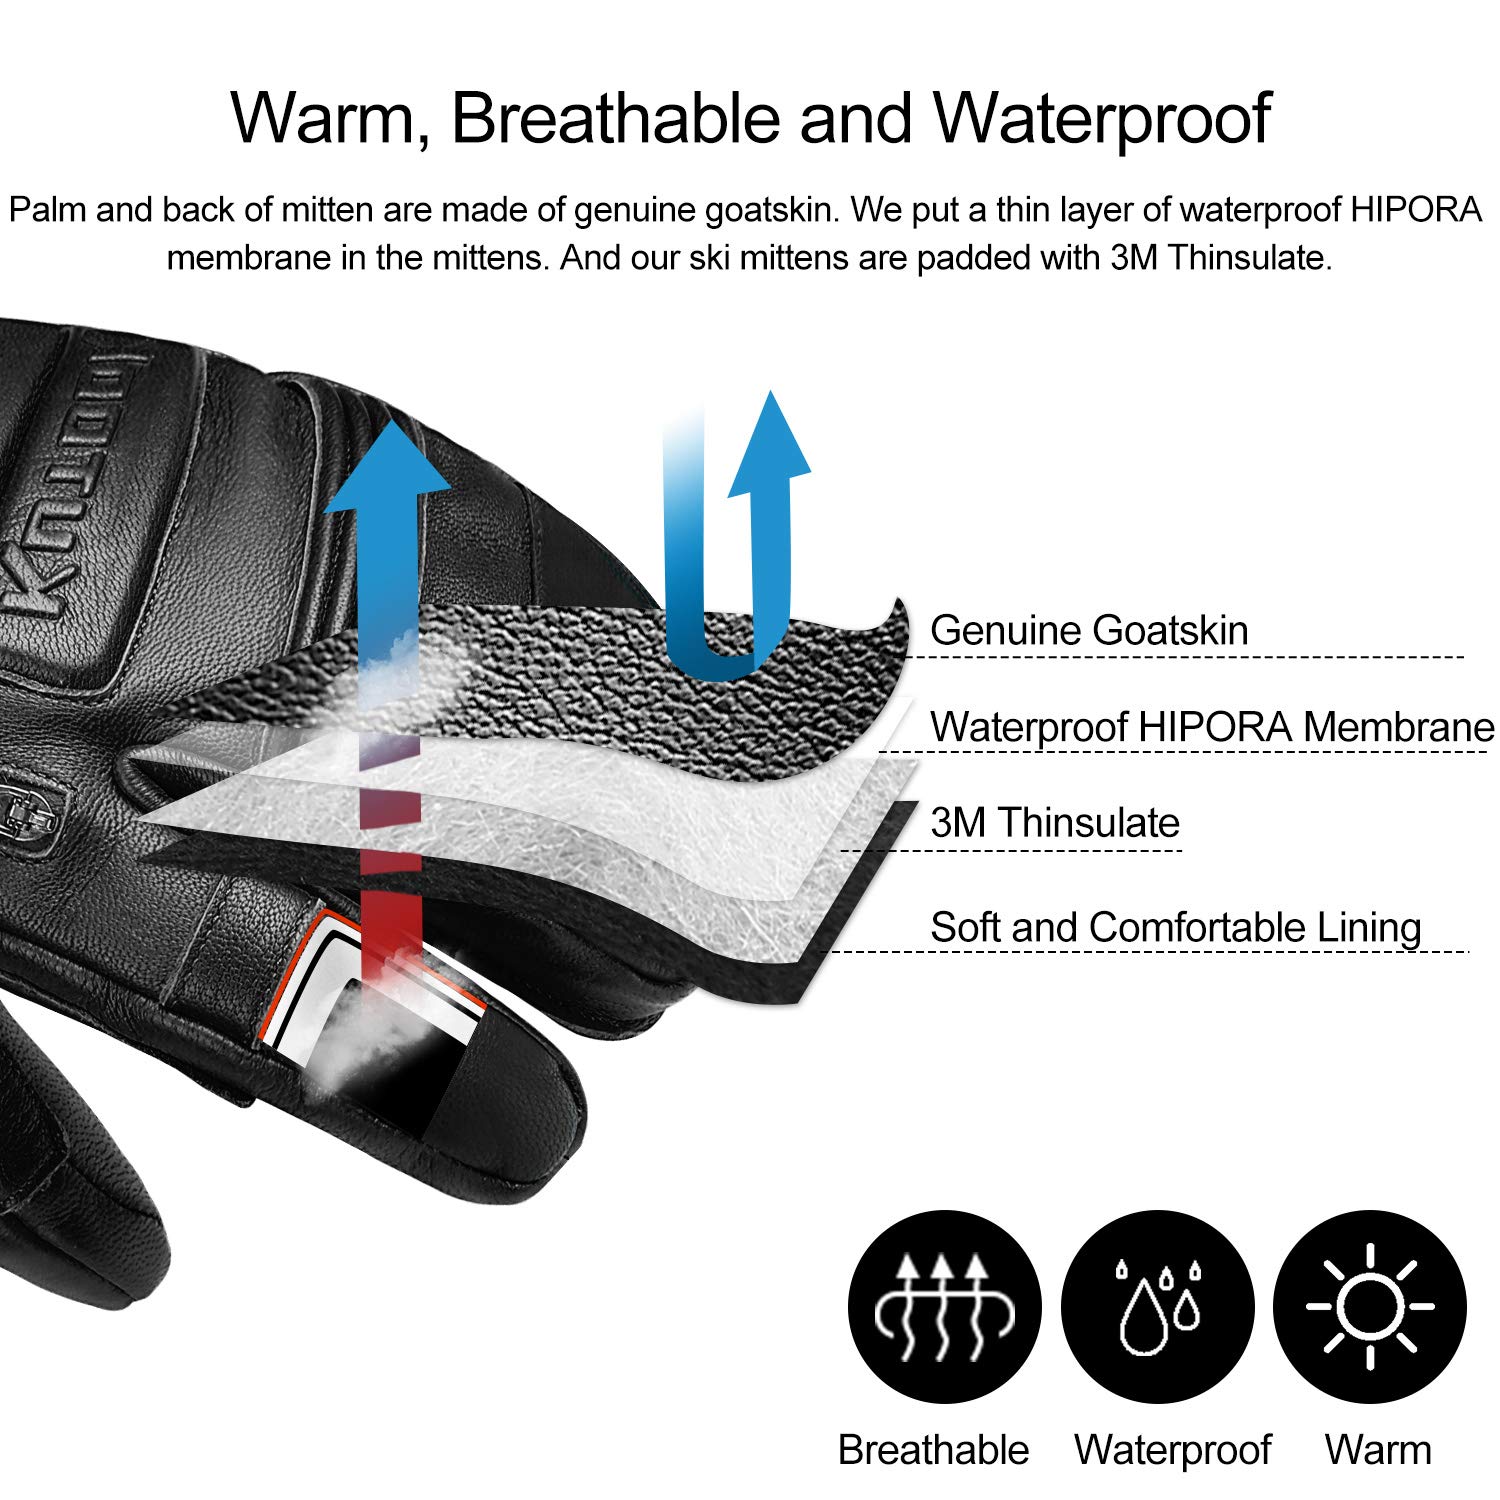 Warm, Breathable and Waterproof
Palm and back of mitten are made of genuine goatskin. We put a thin layer of waterproof HIPORA
membrane in the mittens. And our ski mittens are padded with 3M Thinsulate.
Genuine Goatskin
Waterproof HIPORA Membrane
3M Thinsulate
Soft and Comfortable Lining
Breathable
Waterproof
Warm